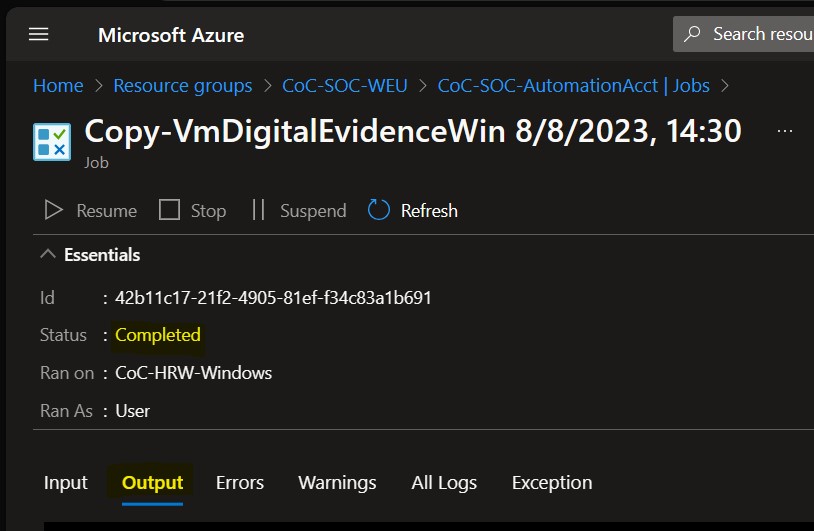 Microsoft Azure
Search resou
Home > Resource groups > CoC-SOC-WEU > CoC-SOC-AutomationAcct | Jobs >
Copy-VmDigitalEvidenceWin 8/8/2023, 14:30 ...
Job
Resume Stop Suspend Refresh
Essentials
Id : 42b11c17-21f2-4905-81ef-f34c83a1b691
Status : Completed
Ran on : CoC-HRW-Windows
Ran As : User
Input Output Errors Warnings All Logs Exception